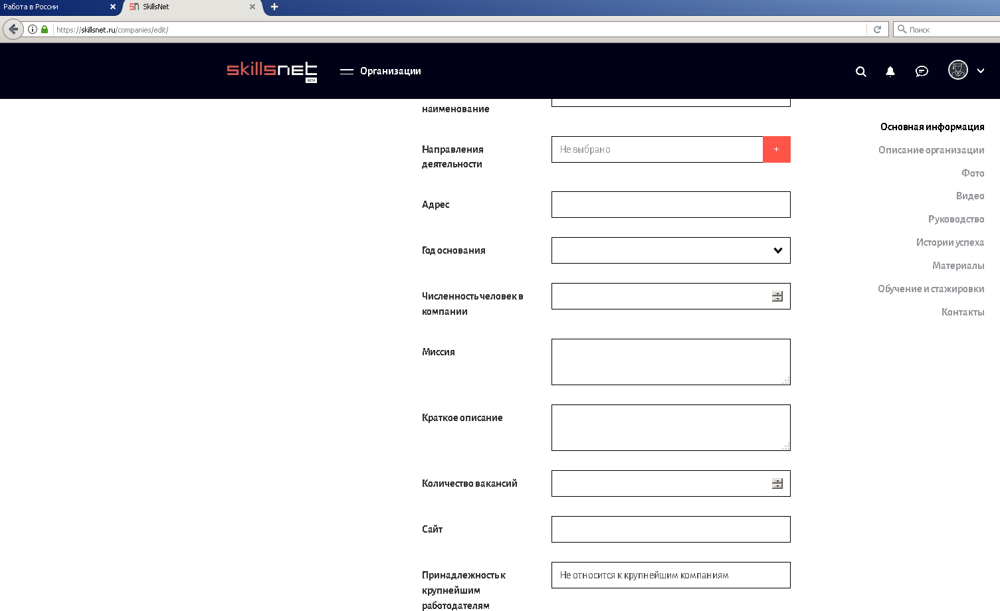 Работа в России
SkillsNet
https://skillsnet.ru/companies/edit/
Поиск
skillsnet
BETA
Организации
наименование
Основная информация
Направления
деятельности
Не выбрано
+
Описание организации
Фото
Адрес
Видео
Руководство
Год основания
Истории успеха
Материалы
Численность человек в
компании
Обучение и стажировки
Контакты
Миссия
Краткое описание
Количество вакансий
Сайт
Принадлежность к
крупнейшим
работодателям
Не относится к крупнейшим компаниям